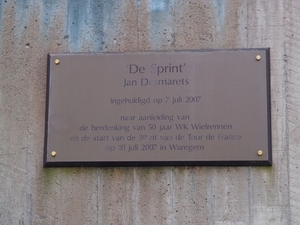 'De Sprint'
Jan Desmarets
Ingehuldigd op 7 juli 2007
naar aanleiding van
de herdenking van 50 jaar WK Wielrennen
en de start van de rit van de Tour de France
op juli 2007 in Waregem